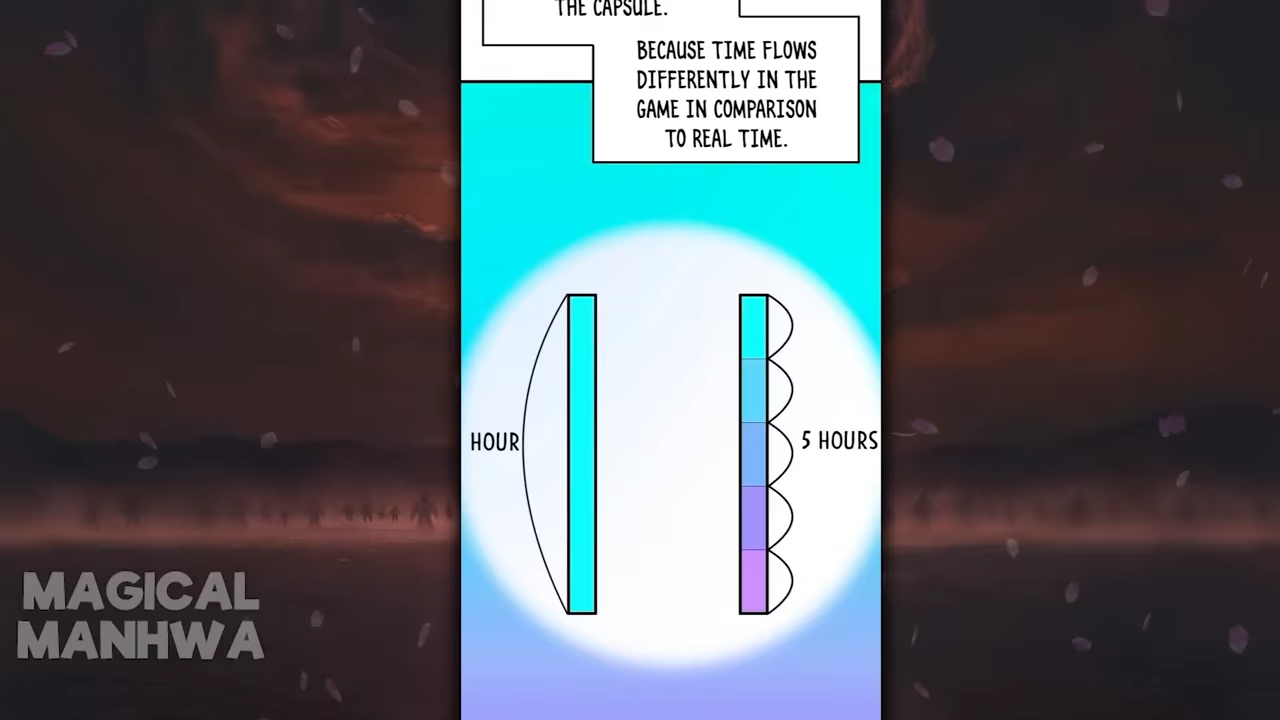 THE CAPSULE.
BECAUSE TIME FLOWS
DIFFERENTLY IN THE
GAME IN COMPARISON
TO REAL TIME.
HOUR
5 HOURS
MAGICAL
MANHWA